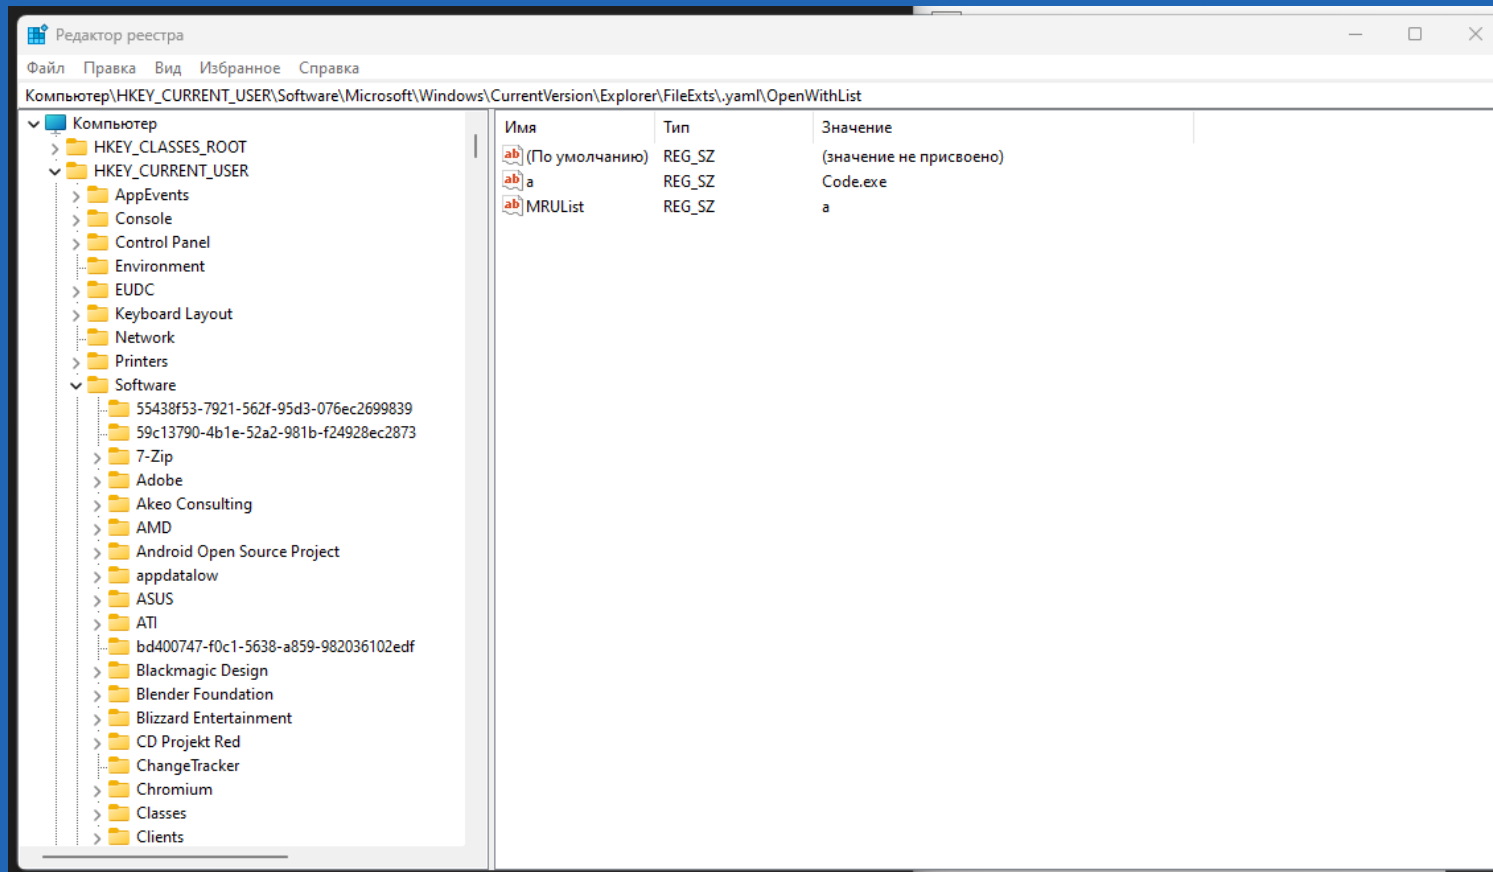 Редактор реестра
Файл Правка Вид Избранное Справка
Компьютер\HKEY_CURRENT_USER\Software\Microsoft\Windows\CurrentVersion\Explorer\FileExts\.yaml\OpenWithList
Компьютер
HKEY_CLASSES_ROOT
HKEY_CURRENT_USER
AppEvents
Console
Control Panel
Environment
EUDC
Keyboard Layout
Network
Printers
Software
55438f53-7921-562f-95d3-076ec2699839
59c13790-4b1e-52a2-981b-f24928ec2873
7-Zip
Adobe
Akeo Consulting
AMD
Android Open Source Project
appdatalow
ASUS
ATI
bd400747-f0c1-5638-a859-982036102edf
Blackmagic Design
Blender Foundation
Blizzard Entertainment
CD Projekt Red
ChangeTracker
Chromium
Classes
Clients
Имя Тип Значение
(По умолчанию) REG_SZ (значение не присвоено)
a REG_SZ Code.exe
MRUList REG_SZ a